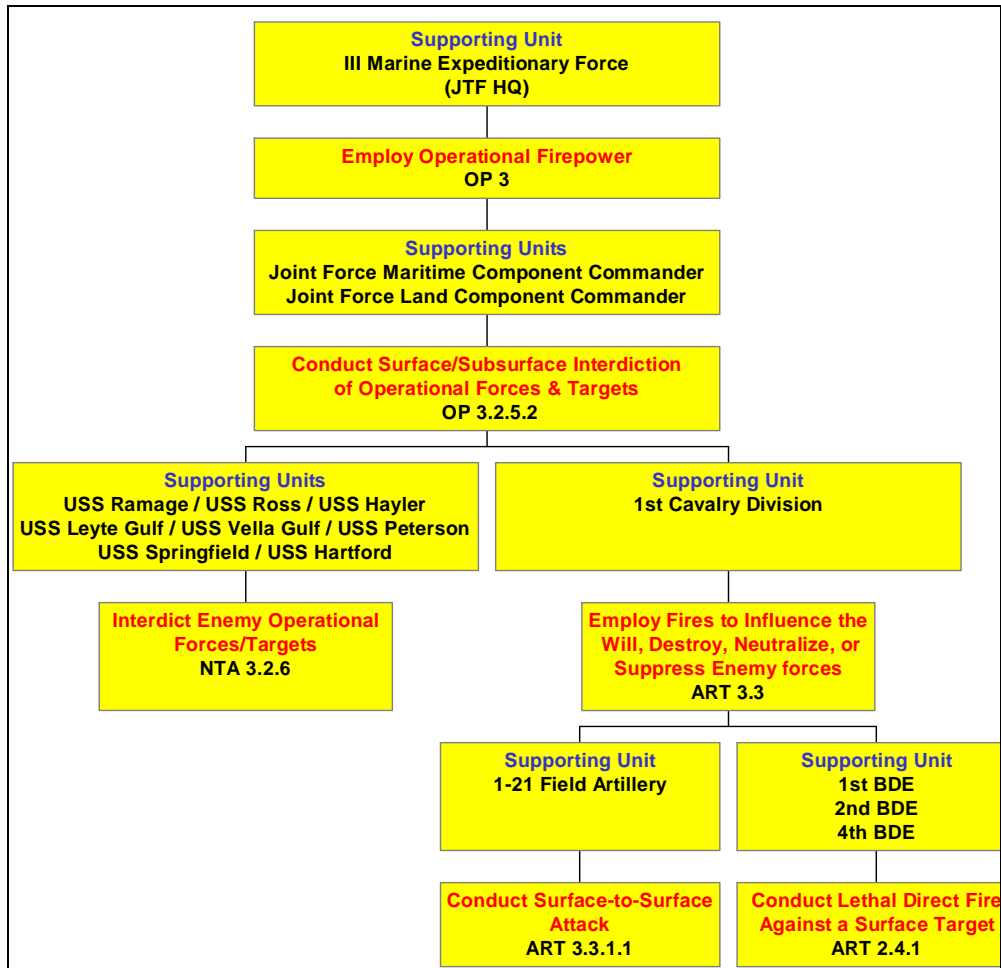 Supporting Unit
III Marine Expeditionary Force
(JTF HQ)
Employ Operational Firepower
OP 3
Supporting Units
Joint Force Maritime Component Commander
Joint Force Land Component Commander
Conduct Surface/Subsurface Interdiction
of Operational Forces & Targets
OP 3.2.5.2
Supporting Units
USS Ramage / USS Ross / USS Hayler
USS Leyte Gulf / USS Vella Gulf / USS Peterson
USS Springfield / USS Hartford
Supporting Unit
1st Cavalry Division
Interdict Enemy Operational
Forces/Targets
NTA 3.2.6
Employ Fires to Influence the
Will, Destroy, Neutralize, or
Suppress Enemy forces
ART 3.3
Supporting Unit
1-21 Field Artillery
Supporting Unit
1st BDE
2nd BDE
4th BDE
Conduct Surface-to-Surface
Attack
ART 3.3.1.1
Conduct Lethal Direct Fire
Against a Surface Target
ART 2.4.1